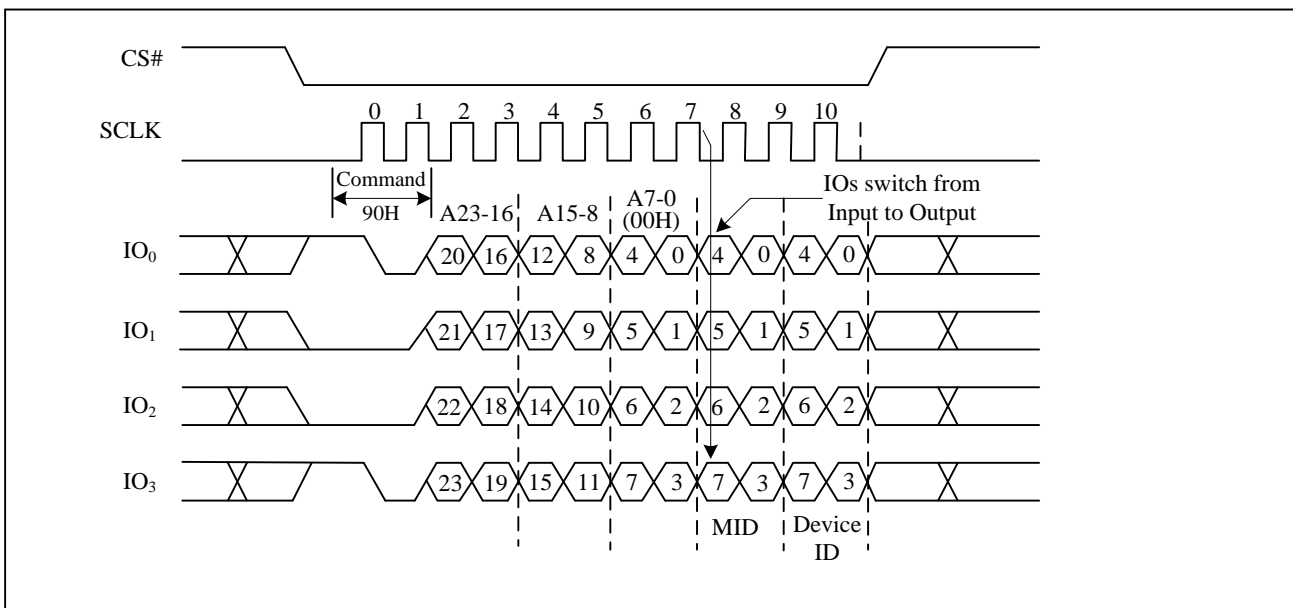 CS#
0 1 2 3 4 5 6 7 8 9 10
SCLK
Command
90H
IOs switch from
Input to Output
A23-16
A15-8
A7-0
(00H)
IO0 20 16 12 8 4 0 4 0 4 0
IO1 21 17 13 9 5 1 5 1 5 1
IO2 22 18 14 10 6 2 6 2 6 2
IO3 23 19 15 11 7 3 7 3 7 3
MID
Device
ID